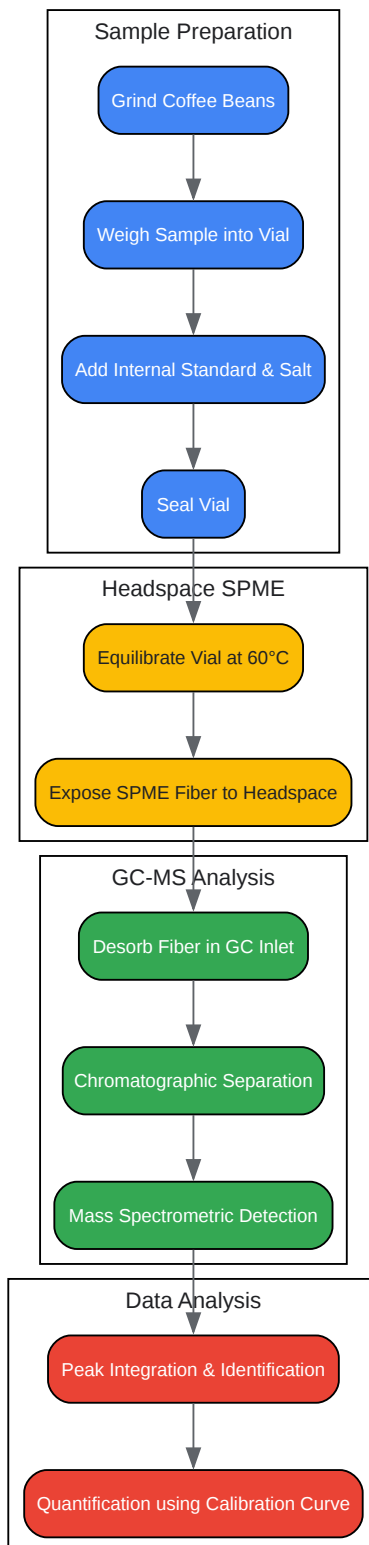 Sample Preparation
Grind Coffee Beans
Weigh Sample into Vial
Add Internal Standard & Salt
Seal Vial
Headspace SPME
Equilibrate Vial at 60°C
Expose SPME Fiber to Headspace
GC-MS Analysis
Desorb Fiber in GC Inlet
Chromatographic Separation
Mass Spectrometric Detection
Data Analysis
Peak Integration & Identification
Quantification using Calibration Curve